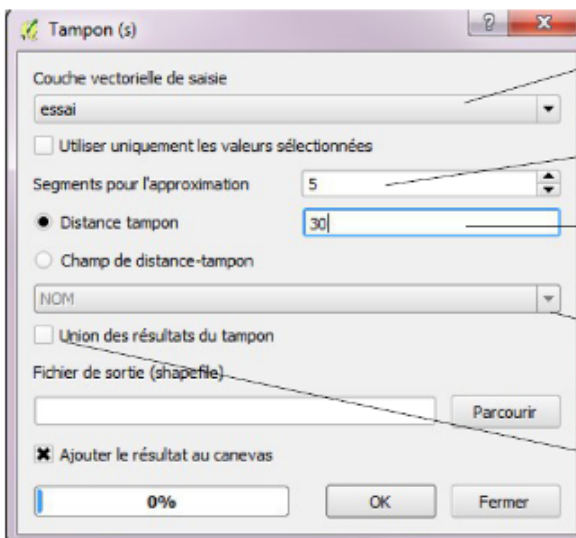 Tampon (s)
Couche vectorielle de saisie
essai
Utiliser uniquement les valeurs sélectionnées
Segments pour l'approximation 5
Distance tampon 30
Champ de distance-tampon
NOM
Union des résultats du tampon
Fichier de sortie (shapefile)
Parcourir
Ajouter le résultat au canevas
0% OK Fermer